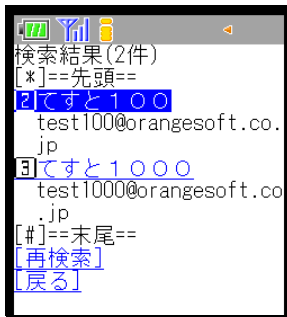 検索結果(2件)
[*]==先頭==
2てすと１００
test100@orangesoft.co.
jp
3てすと１０００
test1000@orangesoft.co
.jp
[#]==末尾==
[再検索]
[戻る]